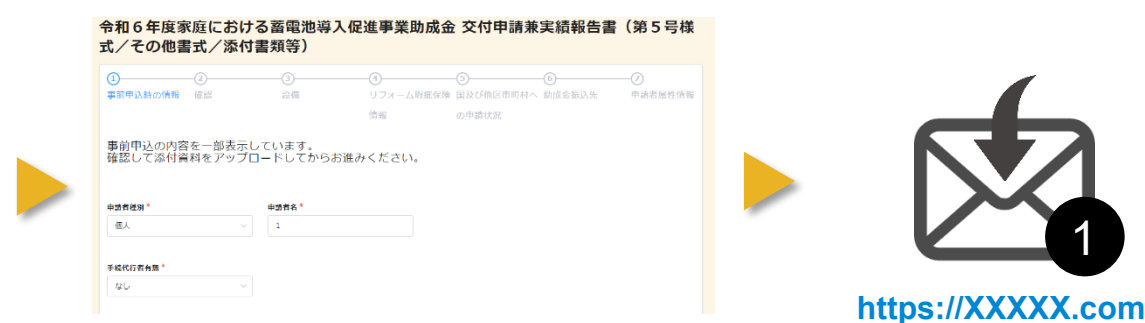 令和６年度家庭における蓄電池導入促進事業助成金 交付申請兼実績報告書（第５号様
式／その他書式／添付書類等）
1 2 3 4 5 6 7
事前申込時の情報 確認 設備 リフォーム瑕疵保険 国及び他区市町村へ 助成金振込先 申請者属性情報
情報 の申請状況
事前申込の内容を一部表示しています。
確認して添付資料をアップロードしてからお進みください。
申請者種別 * 申請者名 *
個人 1
手続代行者有無 *
なし
1
https://XXXXX.com